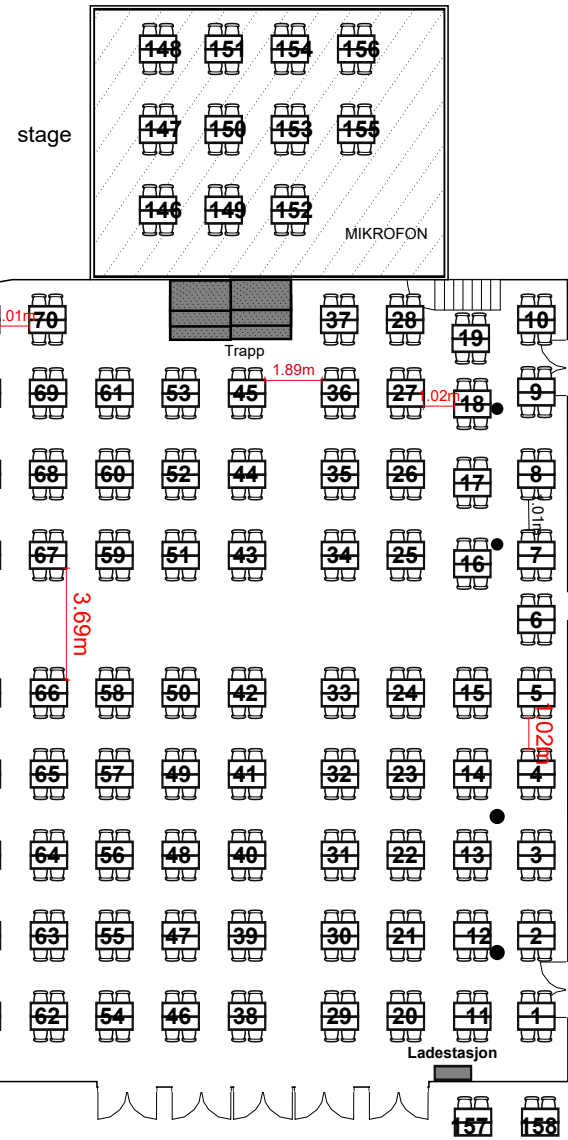 148 151 154 156
stage
147 150 153 155
146 149 152
MIKROFON
.01m 70 37 28 10
19
Trapp
1.89m
69 61 53 45 36 27 1.02m 18 9
68 60 52 44 35 26 17 8
1.01m
67 59 51 43 34 25 16 7
3.69m
6
66 58 50 42 33 24 15 5
1.02m
65 57 49 41 32 23 14 4
64 56 48 40 31 22 13 3
63 55 47 39 30 21 12 2
62 54 46 38 29 20 11 1
Ladestasjon
157 158